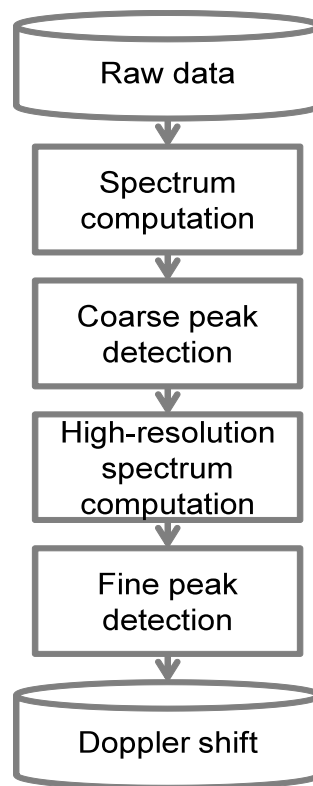 Raw data
Spectrum
computation
Coarse peak
detection
High-resolution
spectrum
computation
Fine peak
detection
Doppler shift